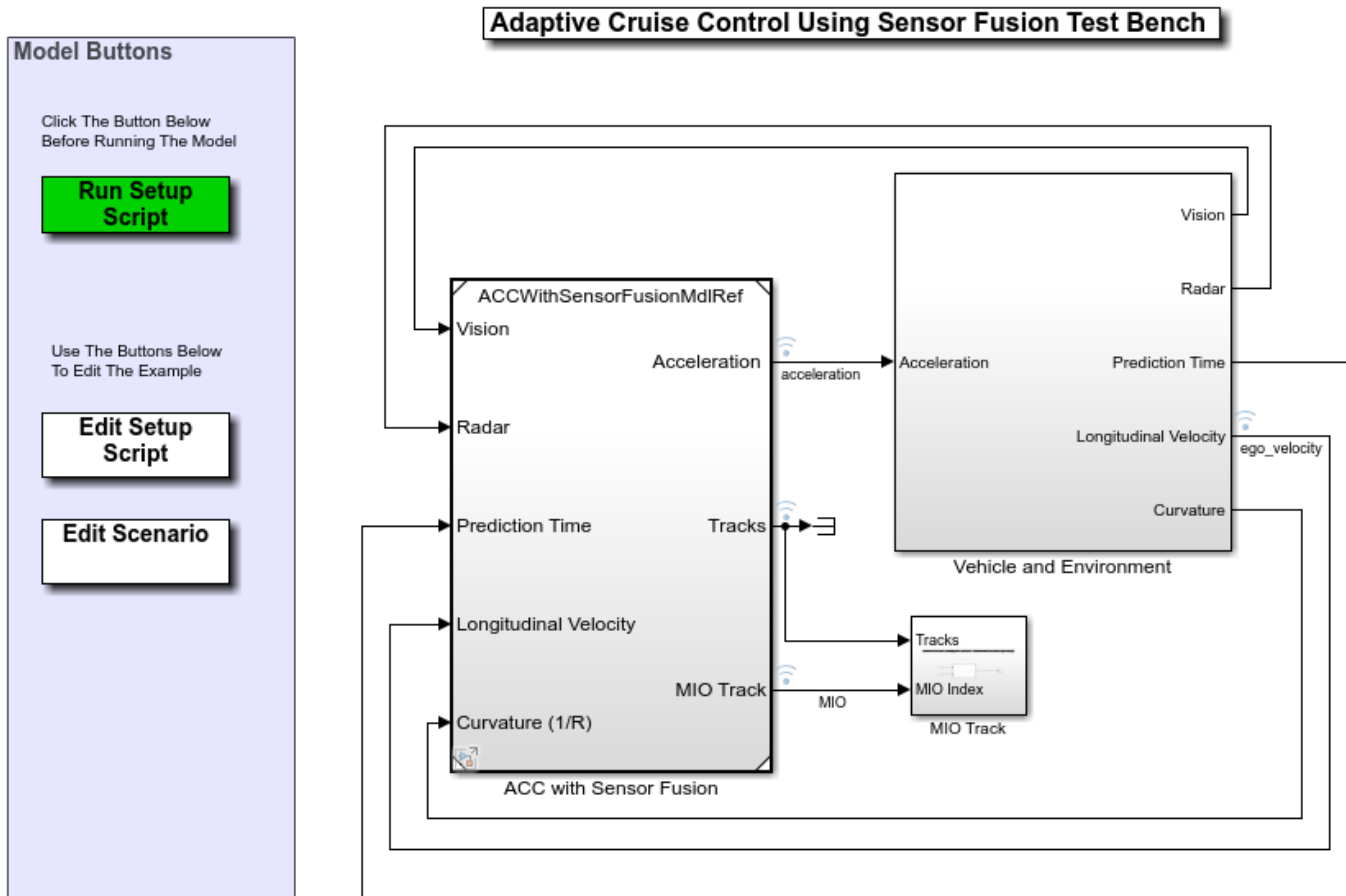 Adaptive Cruise Control Using Sensor Fusion Test Bench
Model Buttons
Click The Button Below
Before Running The Model
Run Setup
Script
Use The Buttons Below
To Edit The Example
Edit Setup
Script
Edit Scenario
ACCWithSensorFusionMdlRef
Vision
Radar
Prediction Time
Longitudinal Velocity
Curvature (1/R)
Acceleration
Tracks
MIO Track
ACC with Sensor Fusion
acceleration
MIO
Acceleration
Vision
Radar
Prediction Time
Longitudinal Velocity
Curvature
Vehicle and Environment
ego_velocity
Tracks
MIO Index
MIO Track